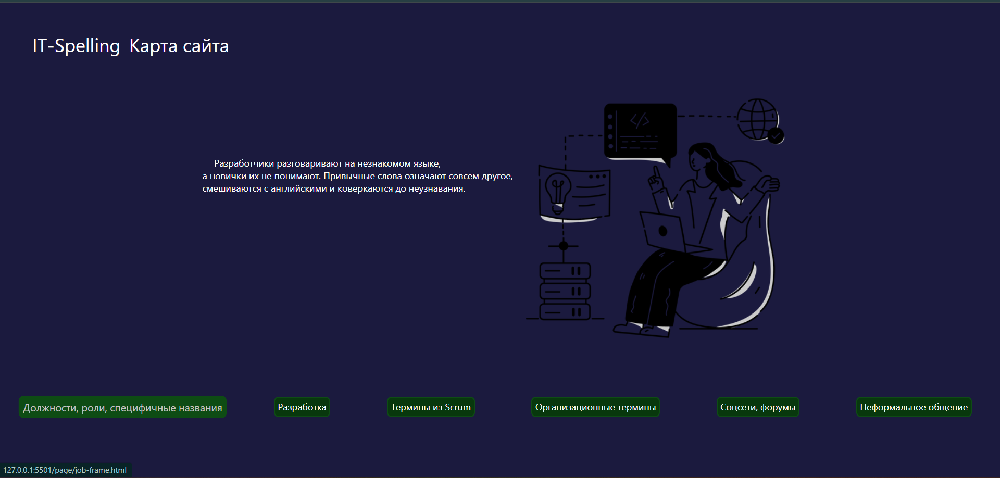 IT-Spelling Карта сайта
</>
Разработчики разговаривают на незнакомом языке,
а новички их не понимают. Привычные слова означают совсем другое,
смешиваются с английскими и коверкаются до неузнавания.
Должности, роли, специфичные названия
Разработка
Термины из Scrum
Организационные термины
Соцсети, форумы
Неформальное общение
127.0.0.1:5501/page/job-frame.html